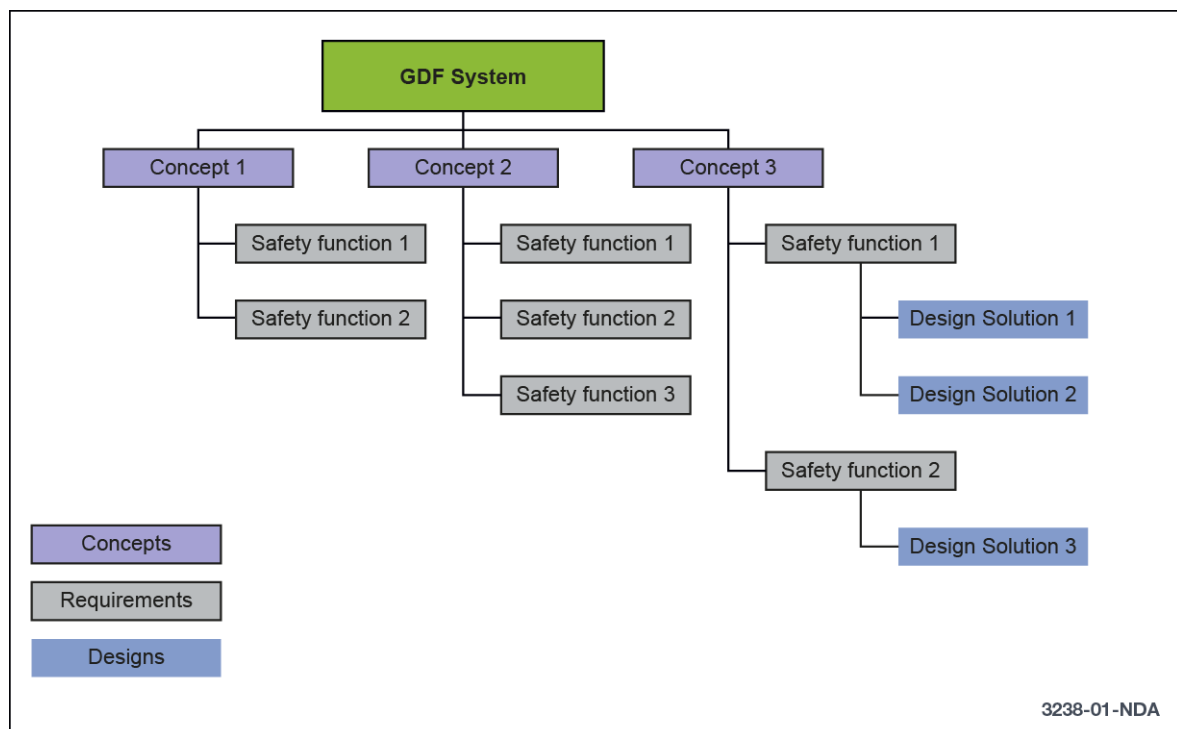 GDF System
Concept 1
Concept 2
Concept 3
Safety function 1
Safety function 1
Safety function 1
Safety function 2
Safety function 2
Design Solution 1
Safety function 3
Design Solution 2
Safety function 2
Concepts
Design Solution 3
Requirements
Designs
3238-01-NDA